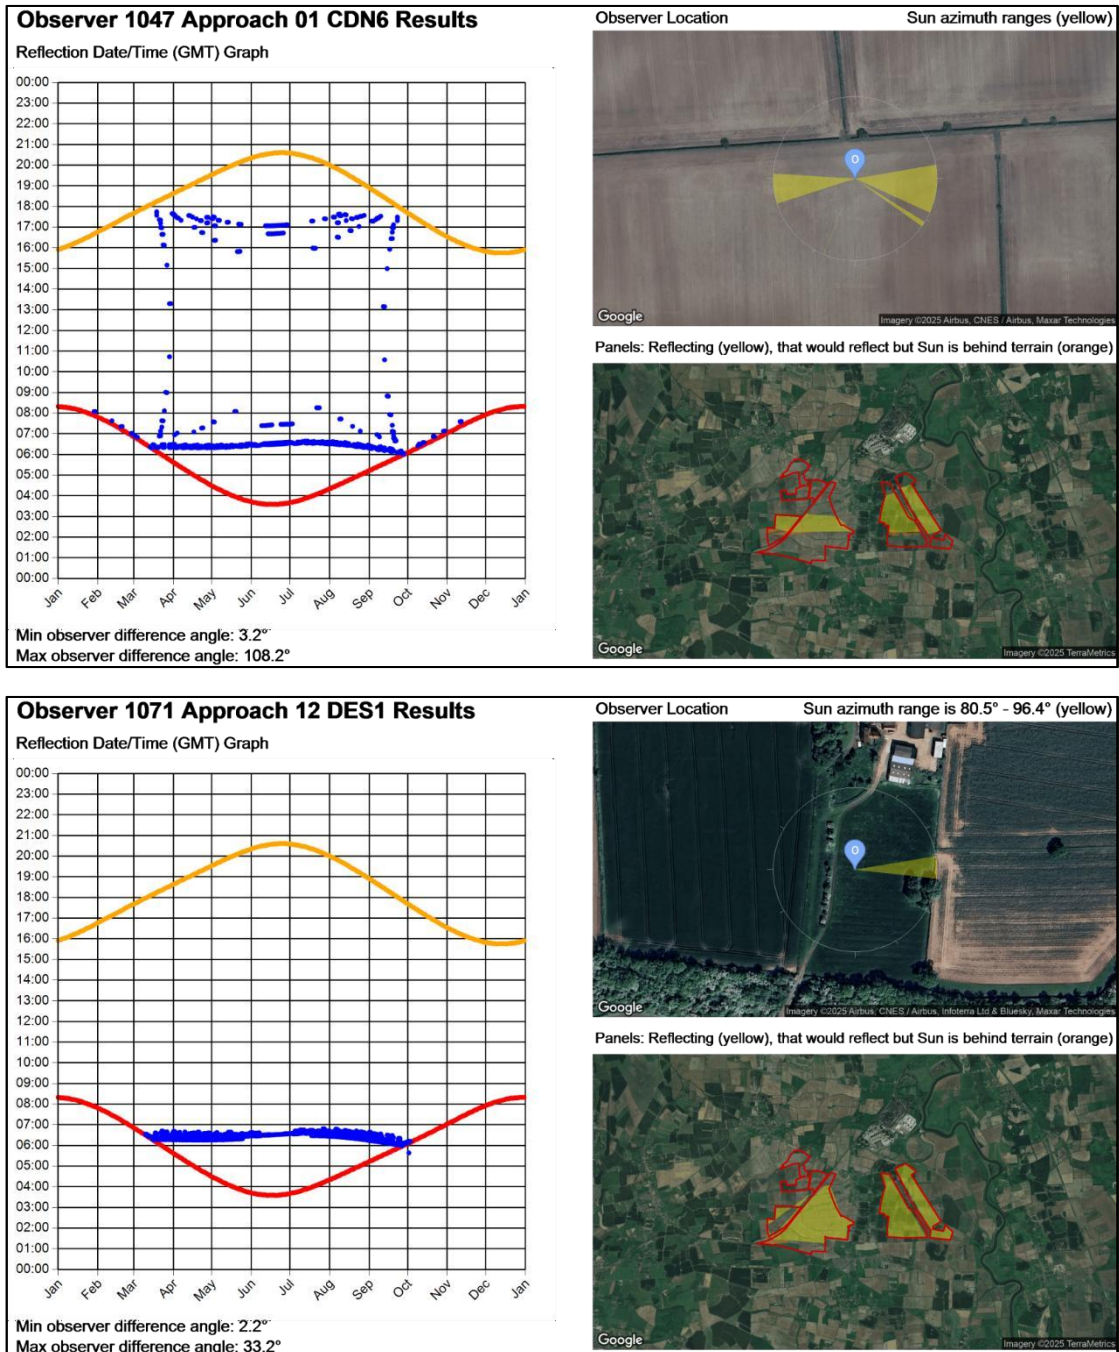 Observer 1047 Approach 01 CDN6 Results
Reflection Date/Time (GMT) Graph
00:00
23:00
22:00
21:00
20:00
19:00
18:00
17:00
16:00
15:00
14:00
13:00
12:00
11:00
10:00
09:00
08:00
07:00
06:00
05:00
04:00
03:00
02:00
01:00
00:00
Jan Feb Mar Apr May Jun Jul Aug Sep Oct Nov Dec Jan
Min observer difference angle: 3.2°
Max observer difference angle: 108.2°
Observer Location Sun azimuth ranges (yellow)
O
Google Imagery ©2025 Airbus, CNES / Airbus, Maxar Technologies
Panels: Reflecting (yellow), that would reflect but Sun is behind terrain (orange)
Google Imagery ©2025 TerraMetrics
Observer 1071 Approach 12 DES1 Results
Reflection Date/Time (GMT) Graph
00:00
23:00
22:00
21:00
20:00
19:00
18:00
17:00
16:00
15:00
14:00
13:00
12:00
11:00
10:00
09:00
08:00
07:00
06:00
05:00
04:00
03:00
02:00
01:00
00:00
Jan Feb Mar Apr May Jun Jul Aug Sep Oct Nov Dec Jan
Min observer difference angle: 2.2°
Max observer difference angle: 33.2°
Observer Location Sun azimuth range is 80.5° - 96.4° (yellow)
O
Google Imagery ©2025 Airbus, CNES / Airbus, Infoterra Ltd & Bluesky, Maxar Technologies
Panels: Reflecting (yellow), that would reflect but Sun is behind terrain (orange)
Google Imagery ©2025 TerraMetrics